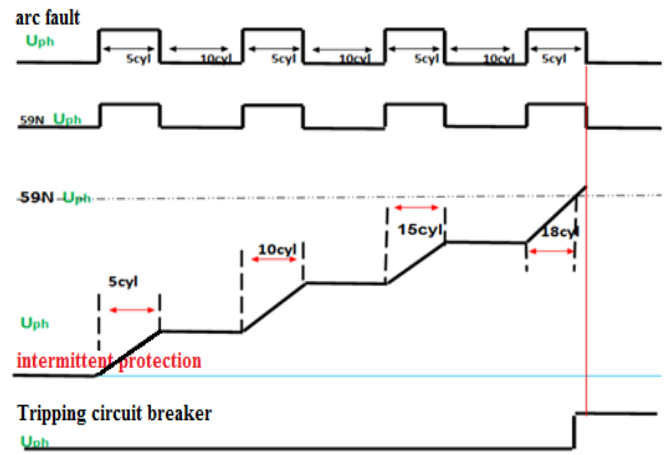 arc fault
Uph
5cyl 10cyl 5cyl 10cyl 5cyl 10cyl 5cyl
59N Uph
59N Uph
15cyl 18cyl
10cyl
5cyl
Uph
intermittent protection
Tripping circuit breaker
Uph